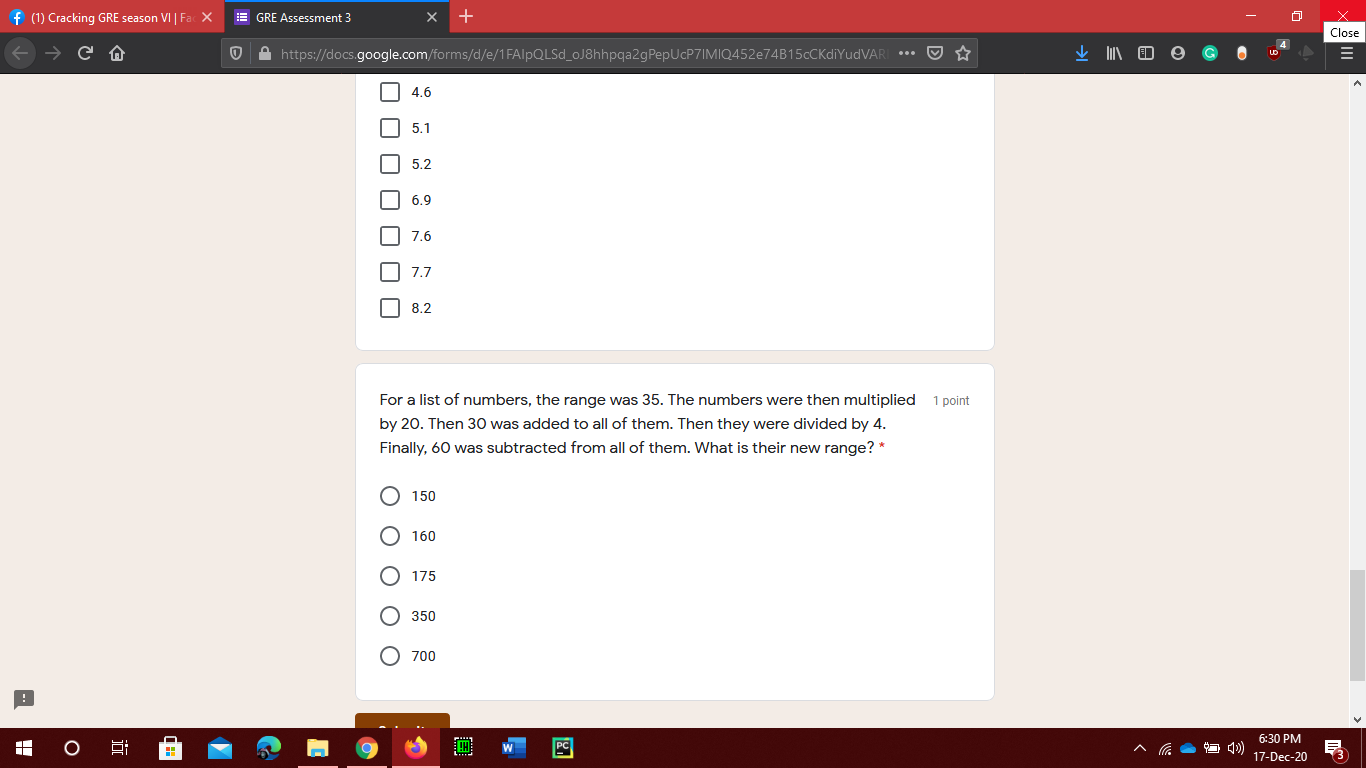 (1) Cracking GRE season VI | Fa
GRE Assessment 3
Close
https://docs.google.com/forms/d/e/1FAIpQLSd_oJ8hhpqa2gPepUcP7IMIQ452e74B15cCKdiYudVAR
4
4.6
5.1
5.2
6.9
7.6
7.7
8.2
For a list of numbers, the range was 35. The numbers were then multiplied
1 point
by 20. Then 30 was added to all of them. Then they were divided by 4.
Finally, 60 was subtracted from all of them. What is their new range? *
150
160
175
350
700
6:30 PM
17-Dec-20
3